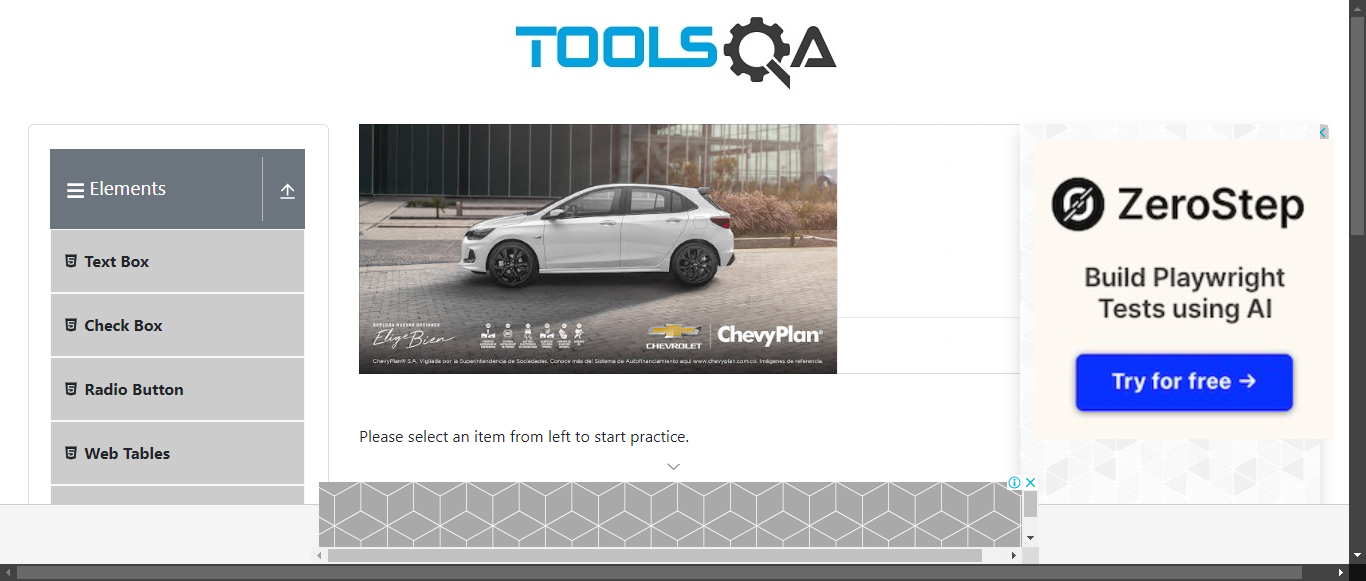 TOOLSQA
Elements
Text Box
Check Box
Radio Button
Web Tables
EXPLORA NUEVAS OPCIONES
Elige Bien
CHEVROLET
ChevyPlan®
ChevyPlan® S.A. Vigilada por la Superintendencia de Sociedades. Conoce más del Sistema de Autofinanciamiento aquí www.chevyplan.com.co. Imágenes de referencia.
Please select an item from left to start practice.
ZeroStep
Build Playwright
Tests using AI
Try for free →